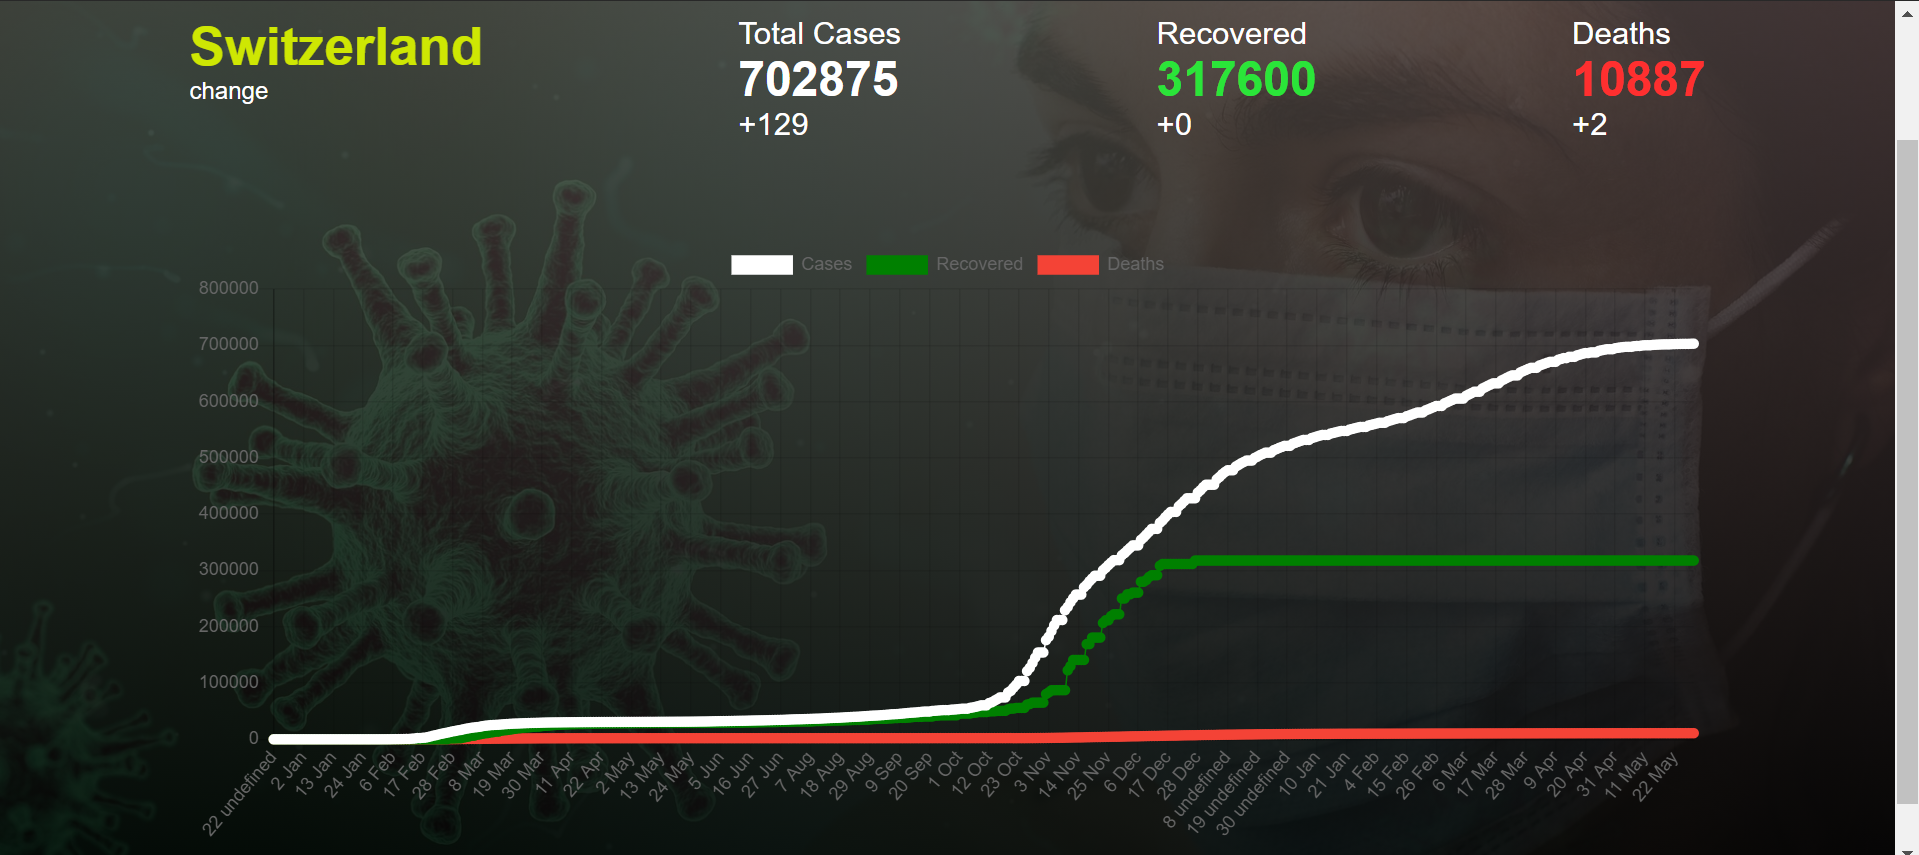 Switzerland
change
Total Cases
702875
+129
Recovered
317600
+0
Deaths
10887
+2
Cases Recovered Deaths
800000
700000
600000
500000
400000
300000
200000
100000
0
22 undefined
2 Jan
13 Jan
24 Jan
6 Feb
17 Feb
28 Feb
8 Mar
19 Mar
30 Mar
11 Apr
22 Apr
2 May
13 May
24 May
5 Jun
16 Jun
27 Jun
7 Aug
18 Aug
29 Aug
9 Sep
20 Sep
1 Oct
12 Oct
23 Oct
3 Nov
14 Nov
25 Nov
6 Dec
17 Dec
28 Dec
8 undefined
19 undefined
30 undefined
10 Jan
21 Jan
4 Feb
15 Feb
26 Feb
6 Mar
17 Mar
28 Mar
9 Apr
20 Apr
31 Apr
11 May
22 May